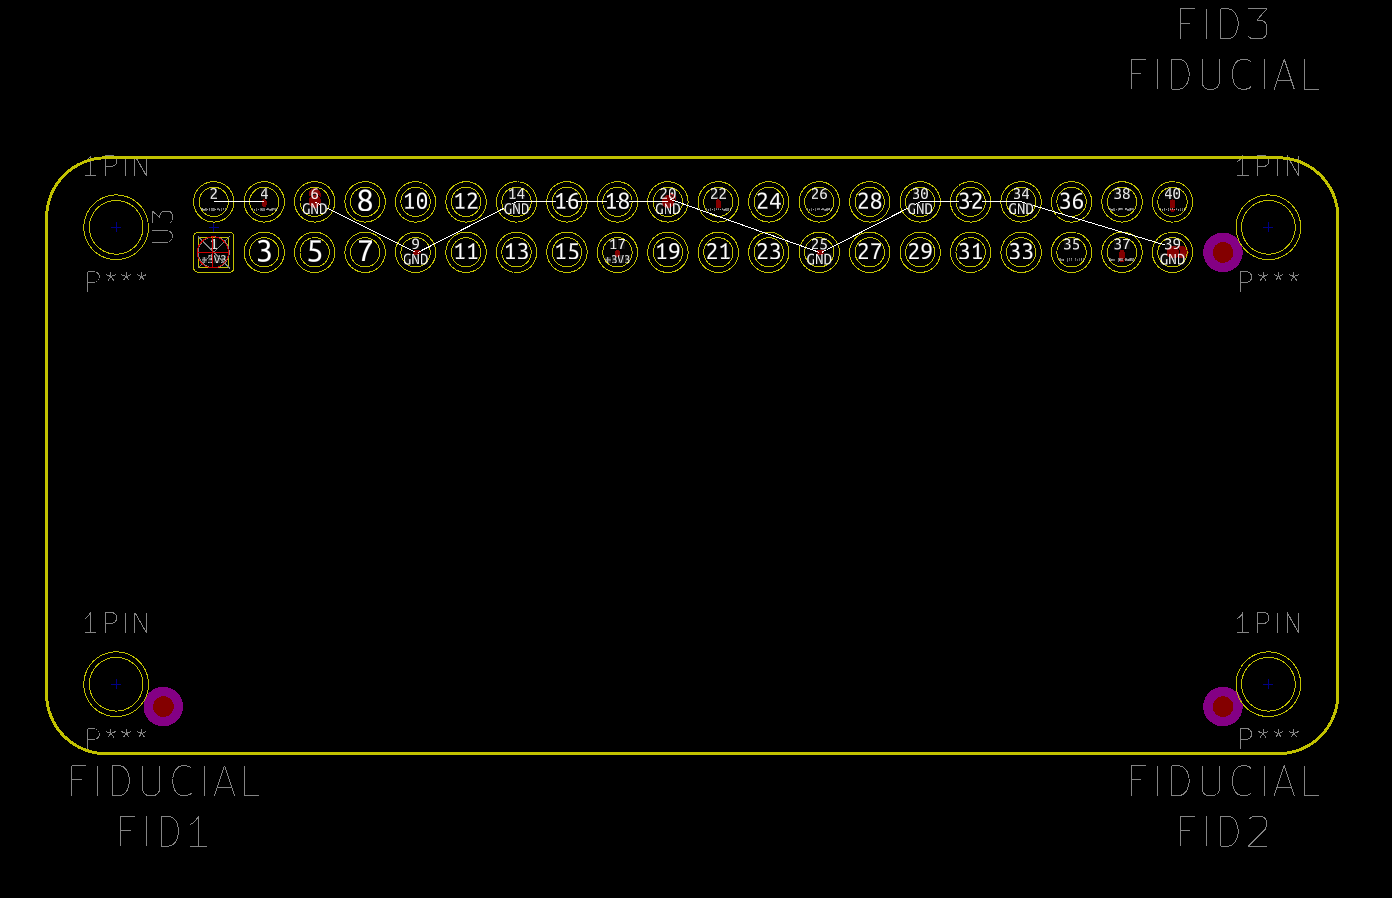 FID3
FIDUCIAL
1PIN 1PIN
2 4 6 8 10 12 14 16 18 20 22 24 26 28 30 32 34 36 38 40
GND GND GND GND GND
U3
1 3 5 7 9 11 13 15 17 19 21 23 25 27 29 31 33 35 37 39
+3V3 GND +3V3 GND GND
P*** P***
1PIN 1PIN
P*** P***
FIDUCIAL FIDUCIAL
FID1 FID2